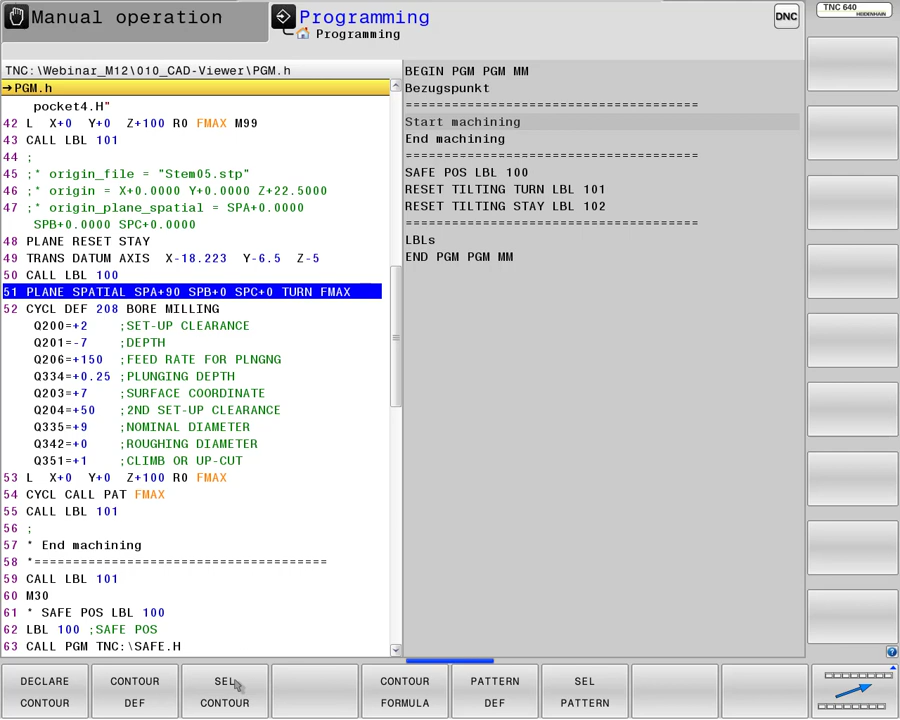 Manual operation
Programming
Programming
DNC
TNC 640
HEIDENHAIN
TNC:\Webinar_M12\010_CAD-Viewer\PGM.h
→PGM.h
pocket4.H"
42 L X+0 Y+0 Z+100 R0 FMAX M99
43 CALL LBL 101
44 ;
45 ;* origin_file = "Stem05.stp"
46 ;* origin = X+0.0000 Y+0.0000 Z+22.5000
47 ;* origin_plane_spatial = SPA+0.0000
SPB+0.0000 SPC+0.0000
48 PLANE RESET STAY
49 TRANS DATUM AXIS X-18.223 Y-6.5 Z-5
50 CALL LBL 100
51 PLANE SPATIAL SPA+90 SPB+0 SPC+0 TURN FMAX
52 CYCL DEF 208 BORE MILLING
Q200=+2 ;SET-UP CLEARANCE
Q201=-7 ;DEPTH
Q206=+150 ;FEED RATE FOR PLNGNG
Q334=+0.25 ;PLUNGING DEPTH
Q203=+7 ;SURFACE COORDINATE
Q204=+50 ;2ND SET-UP CLEARANCE
Q335=+9 ;NOMINAL DIAMETER
Q342=+0 ;ROUGHING DIAMETER
Q351=+1 ;CLIMB OR UP-CUT
53 L X+0 Y+0 Z+100 R0 FMAX
54 CYCL CALL PAT FMAX
55 CALL LBL 101
56 ;
57 * End machining
58 *======================================
59 CALL LBL 101
60 M30
61 * SAFE POS LBL 100
62 LBL 100 ;SAFE POS
63 CALL PGM TNC:\SAFE.H
BEGIN PGM PGM MM
Bezugspunkt
======================================
Start machining
End machining
======================================
SAFE POS LBL 100
RESET TILTING TURN LBL 101
RESET TILTING STAY LBL 102
======================================
LBLs
END PGM PGM MM
DECLARE CONTOUR
CONTOUR DEF
SEL CONTOUR
CONTOUR FORMULA
PATTERN DEF
SEL PATTERN